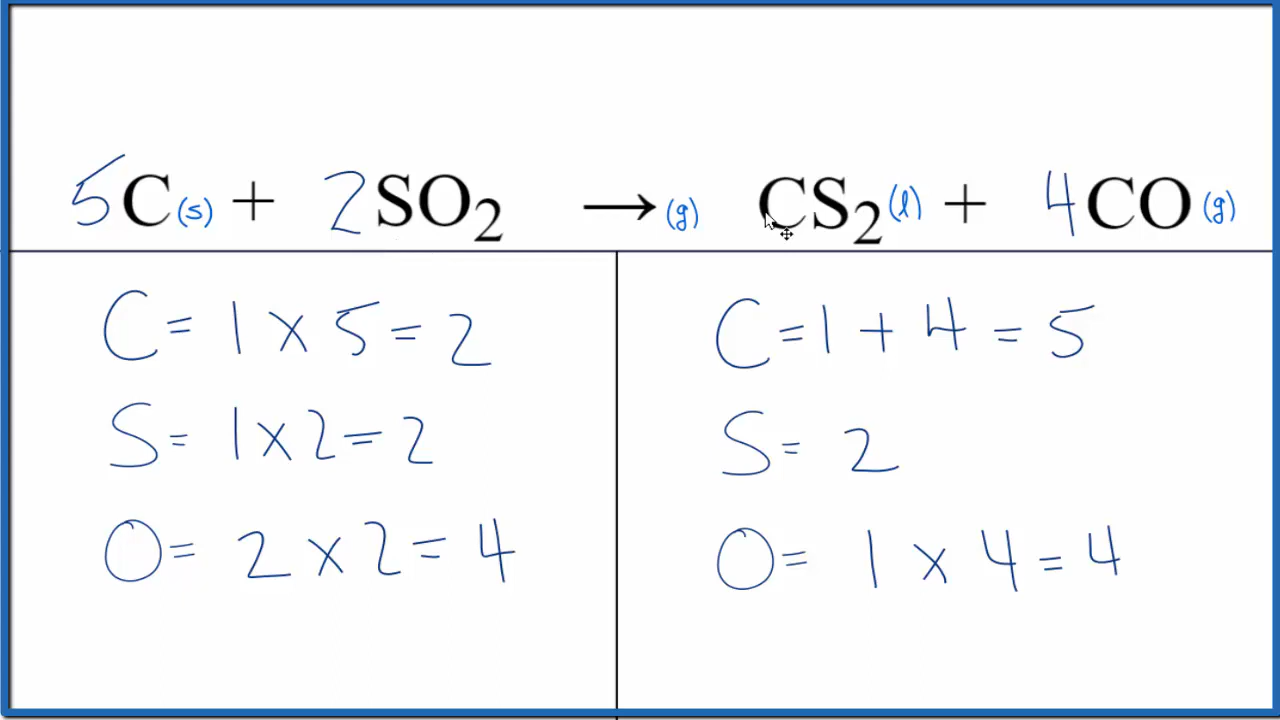 5C(s) + 2SO₂ → (g) CS₂(l) + 4CO(g)
C = 1 x 5 = 2
S = 1 x 2 = 2
O = 2 x 2 = 4
C = 1 + 4 = 5
S = 2
O = 1 x 4 = 4